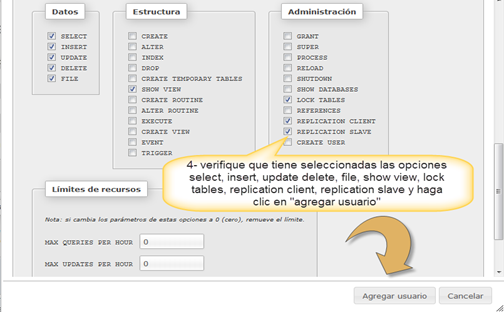 Datos
SELECT
INSERT
UPDATE
DELETE
FILE
Estructura
CREATE
ALTER
INDEX
DROP
CREATE TEMPORARY TABLES
SHOW VIEW
CREATE ROUTINE
ALTER ROUTINE
EXECUTE
CREATE VIEW
EVENT
TRIGGER
Administración
GRANT
SUPER
PROCESS
RELOAD
SHUTDOWN
SHOW DATABASES
LOCK TABLES
REFERENCES
REPLICATION CLIENT
REPLICATION SLAVE
CREATE USER
4- verifique que tiene seleccionadas las opciones
select, insert, update delete, file, show view, lock
tables, replication client, replication slave y haga
clic en "agregar usuario"
Límites de recursos
Nota: si cambia los parámetros de estas opciones a 0 (cero), remueve el límite.
MAX QUERIES PER HOUR 0
MAX UPDATES PER HOUR 0
Agregar usuario Cancelar